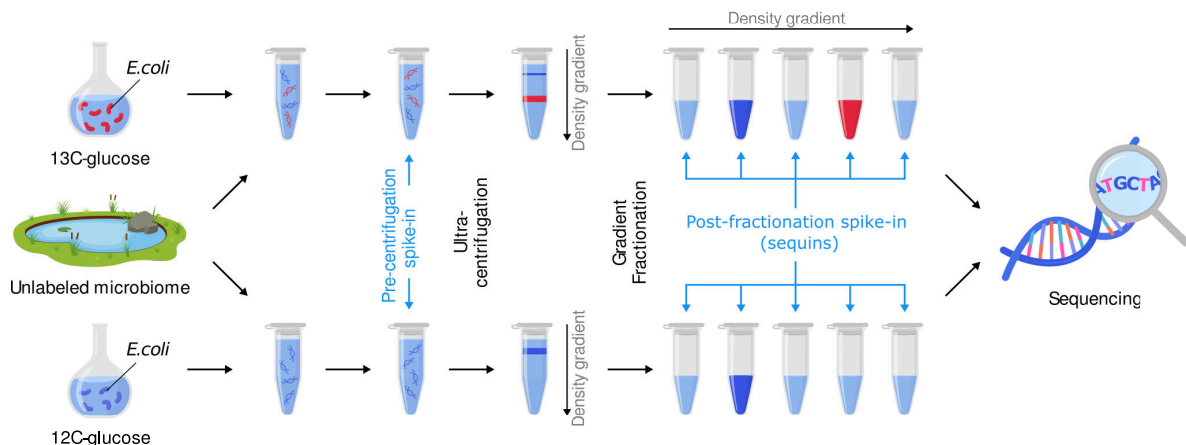 E.coli
13C-glucose
Unlabeled microbiome
E.coli
12C-glucose
Pre-centrifugation
spike-in
Ultra-
centrifugation
Density gradient
Density gradient
Gradient
Fractionation
Density gradient
Post-fractionation spike-in
(sequins)
ATGCTA
Sequencing